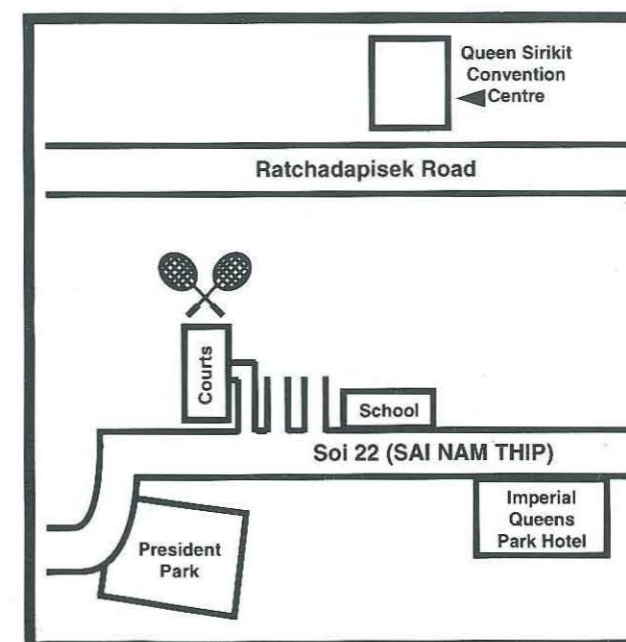 Queen Sirikit
Convention
Centre
Ratchadapisek Road
Courts
School
Soi 22 (SAI NAM THIP)
Imperial
Queens
Park Hotel
President
Park